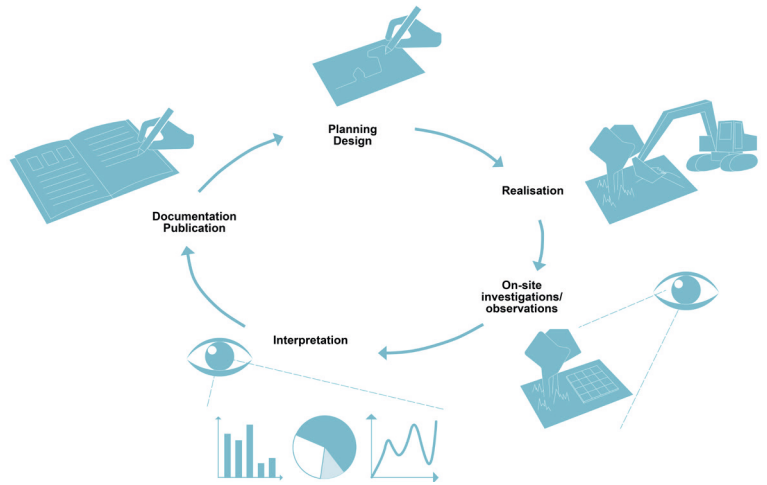 Planning
Design
Realisation
On-site
investigations/
observations
Interpretation
Documentation
Publication